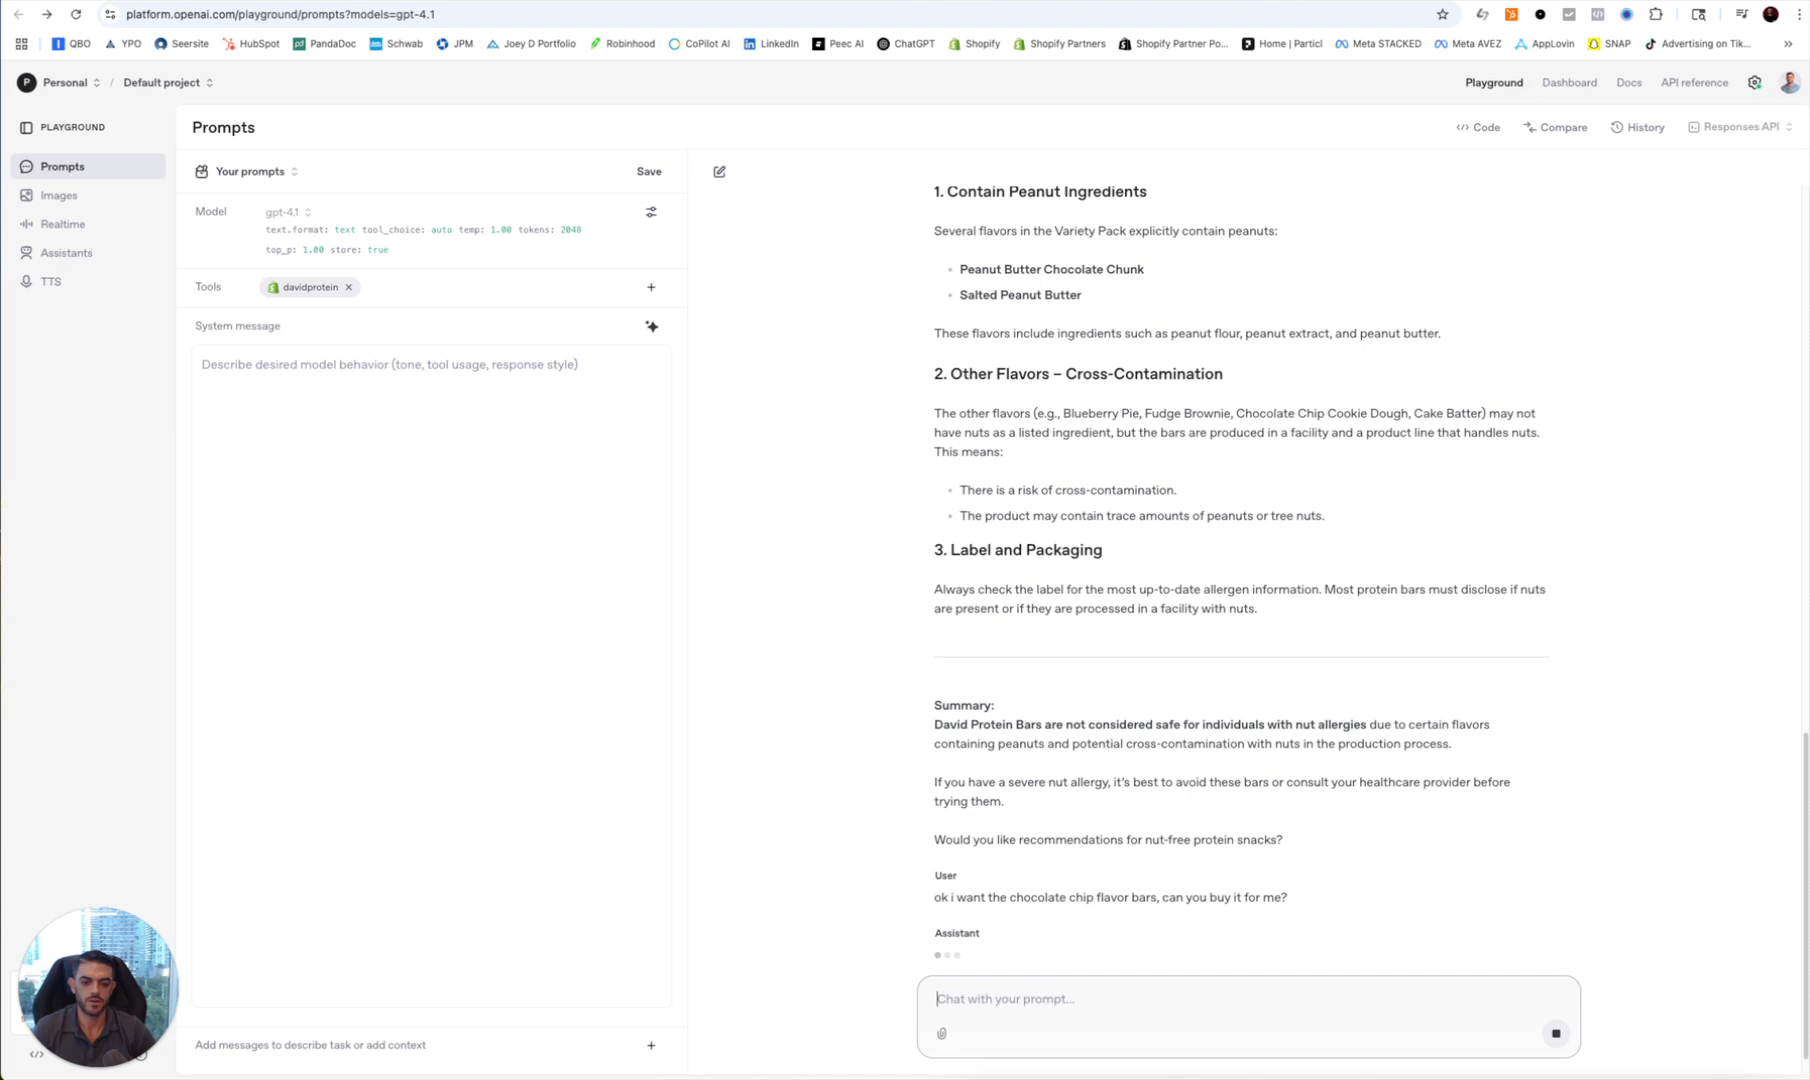 platform.openai.com/playground/prompts?models=gpt-4.1
QBO
YPO
Seersite
HubSpot
PandaDoc
Schwab
JPM
Joey D Portfolio
Robinhood
CoPilot AI
LinkedIn
Peec AI
ChatGPT
Shopify
Shopify Partners
Shopify Partner Po...
Home | Particl
Meta STACKED
Meta AVEZ
AppLovin
SNAP
Advertising on Tik...
P Personal / Default project
Playground
Dashboard
Docs
API reference
PLAYGROUND
Prompts
Images
Realtime
Assistants
TTS
Prompts
Code
Compare
History
Responses API
Your prompts
Save
Model
gpt-4.1
text.format: text tool_choice: auto temp: 1.00 tokens: 2048
top_p: 1.00 store: true
Tools
davidprotein
System message
Describe desired model behavior (tone, tool usage, response style)
Add messages to describe task or add context
1. Contain Peanut Ingredients
Several flavors in the Variety Pack explicitly contain peanuts:
• Peanut Butter Chocolate Chunk
• Salted Peanut Butter
These flavors include ingredients such as peanut flour, peanut extract, and peanut butter.
2. Other Flavors – Cross-Contamination
The other flavors (e.g., Blueberry Pie, Fudge Brownie, Chocolate Chip Cookie Dough, Cake Batter) may not
have nuts as a listed ingredient, but the bars are produced in a facility and a product line that handles nuts.
This means:
• There is a risk of cross-contamination.
• The product may contain trace amounts of peanuts or tree nuts.
3. Label and Packaging
Always check the label for the most up-to-date allergen information. Most protein bars must disclose if nuts
are present or if they are processed in a facility with nuts.
Summary:
David Protein Bars are not considered safe for individuals with nut allergies due to certain flavors
containing peanuts and potential cross-contamination with nuts in the production process.
If you have a severe nut allergy, it's best to avoid these bars or consult your healthcare provider before
trying them.
Would you like recommendations for nut-free protein snacks?
User
ok i want the chocolate chip flavor bars, can you buy it for me?
Assistant
Chat with your prompt...